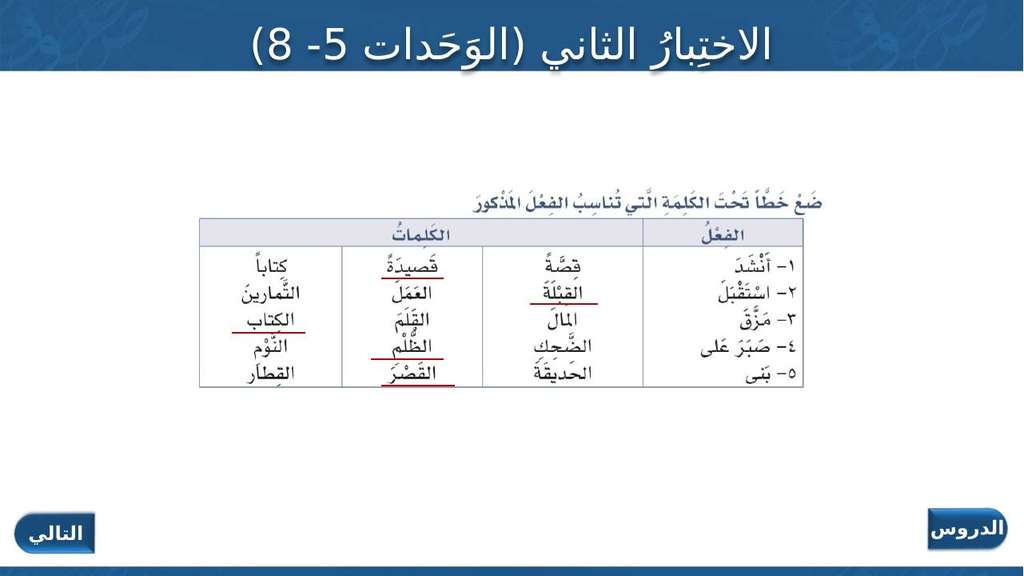 الاختِبارُ الثاني (الوَحَدات 5- 8)
ضَعْ خَطًّا تَحْتَ الكَلِمَةِ الَّتي تُناسِبُ الفِعْلَ المَذْكورَ
الفِعْلُ الكَلِماتُ
١- أَنْشَدَ قِصَّةً قَصيدَةً كِتاباً
٢- اسْتَقْبَلَ القِبْلَةَ العَمَلَ التَّمارينَ
٣- مَزَّقَ المالَ القَلَمَ الكِتاب
٤- صَبَرَ عَلى الضَّحِكِ الظُّلْمِ النَّوْمِ
٥- بَنى الحَديقَةَ القَصْرَ القِطارَ
الدروس
التالي